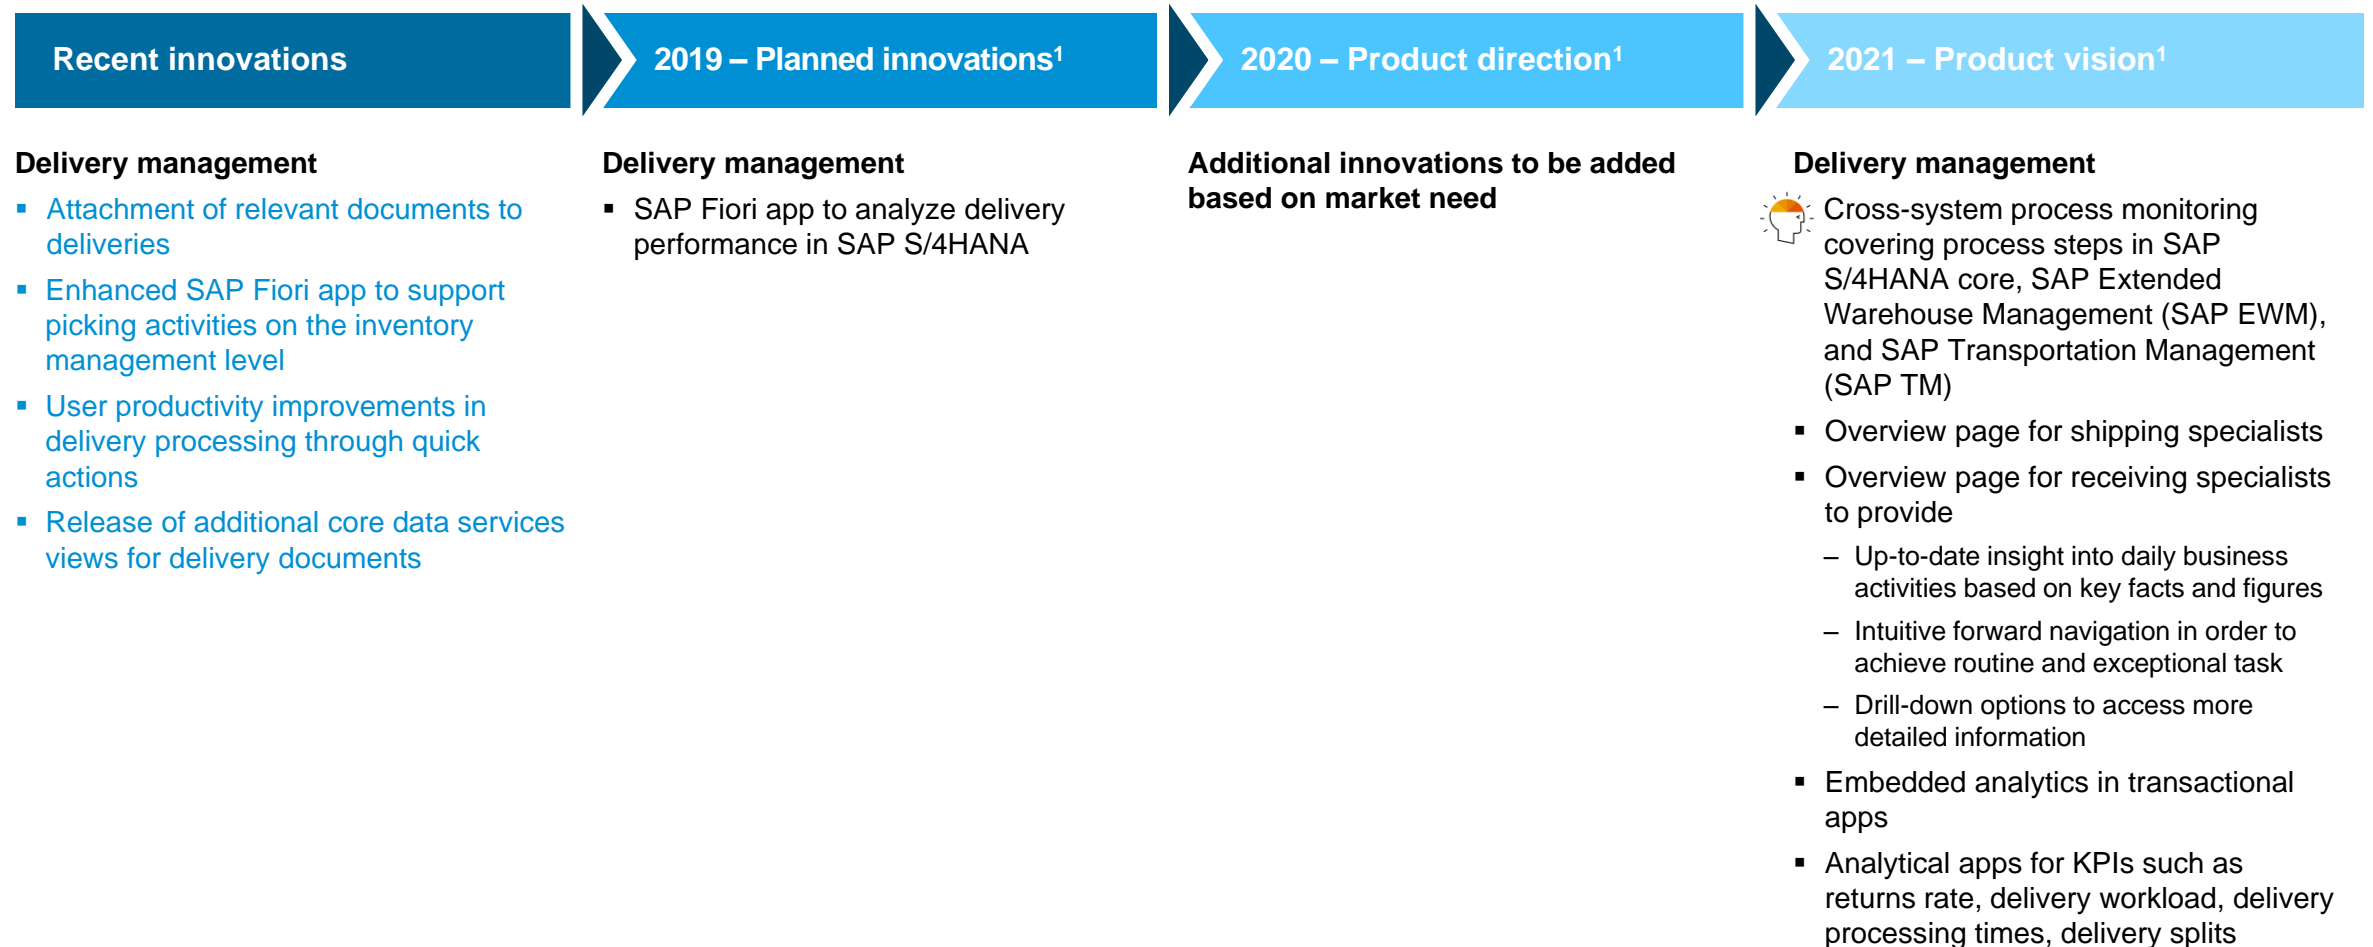 Recent innovations
2019 – Planned innovations¹
2020 – Product direction¹
2021 – Product vision¹
Delivery management
▪ Attachment of relevant documents to
deliveries
▪ Enhanced SAP Fiori app to support
picking activities on the inventory
management level
▪ User productivity improvements in
delivery processing through quick
actions
▪ Release of additional core data services
views for delivery documents
Delivery management
▪ SAP Fiori app to analyze delivery
performance in SAP S/4HANA
Additional innovations to be added
based on market need
Delivery management
Cross-system process monitoring
covering process steps in SAP
S/4HANA core, SAP Extended
Warehouse Management (SAP EWM),
and SAP Transportation Management
(SAP TM)
▪ Overview page for shipping specialists
▪ Overview page for receiving specialists
to provide
– Up-to-date insight into daily business
activities based on key facts and figures
– Intuitive forward navigation in order to
achieve routine and exceptional task
– Drill-down options to access more
detailed information
▪ Embedded analytics in transactional
apps
▪ Analytical apps for KPIs such as
returns rate, delivery workload, delivery
processing times, delivery splits